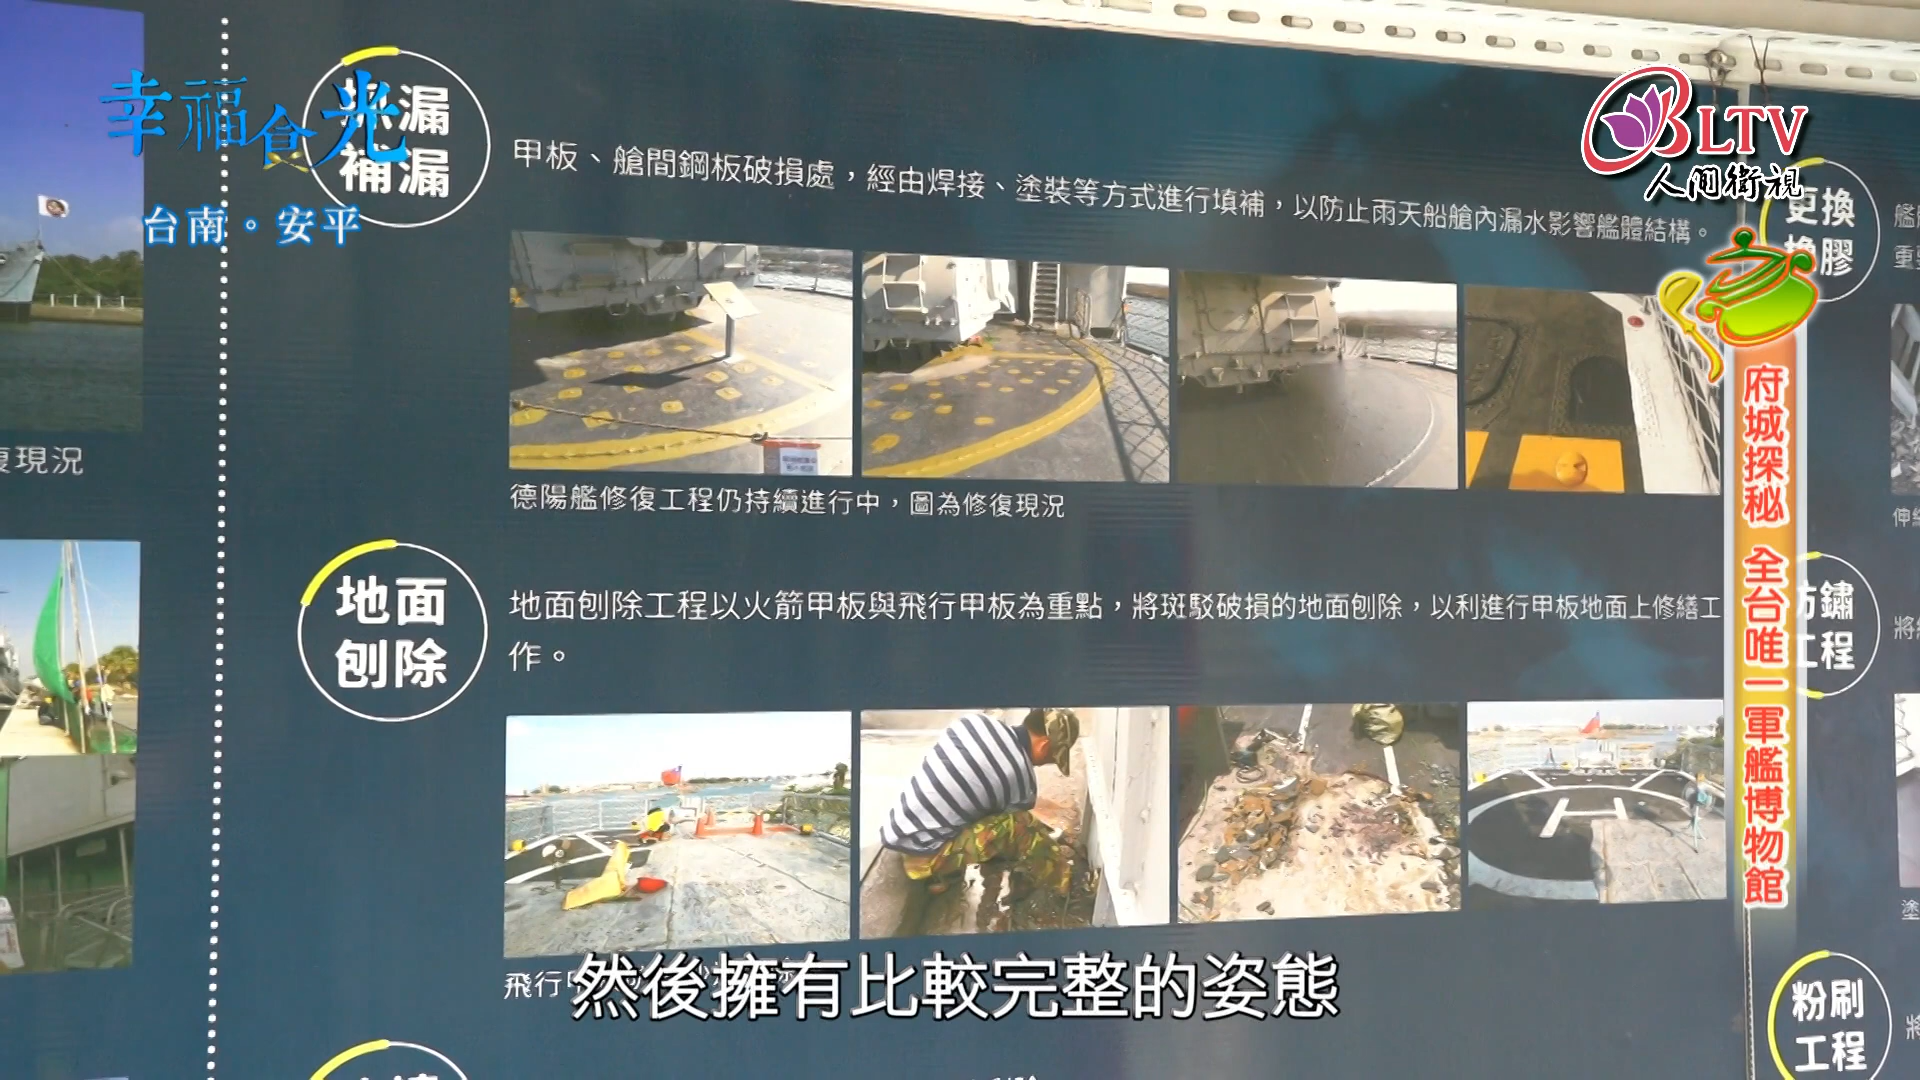 幸福食光
台南。安平
BLTV
人間衛視
漏
補漏
甲板、艙間鋼板破損處，經由焊接、塗裝等方式進行填補，以防止雨天船艙內漏水影響艦體結構。
德陽艦修復工程仍持續進行中，圖為修復現況
復現況
更換
橡膠
地面
刨除
地面刨除工程以火箭甲板與飛行甲板為重點，將斑駁破損的地面刨除，以利進行甲板地面上修繕工
作。
防鏽
工程
府城探秘 全台唯一軍艦博物館
飛行
粉刷
工程
然後擁有比較完整的姿態